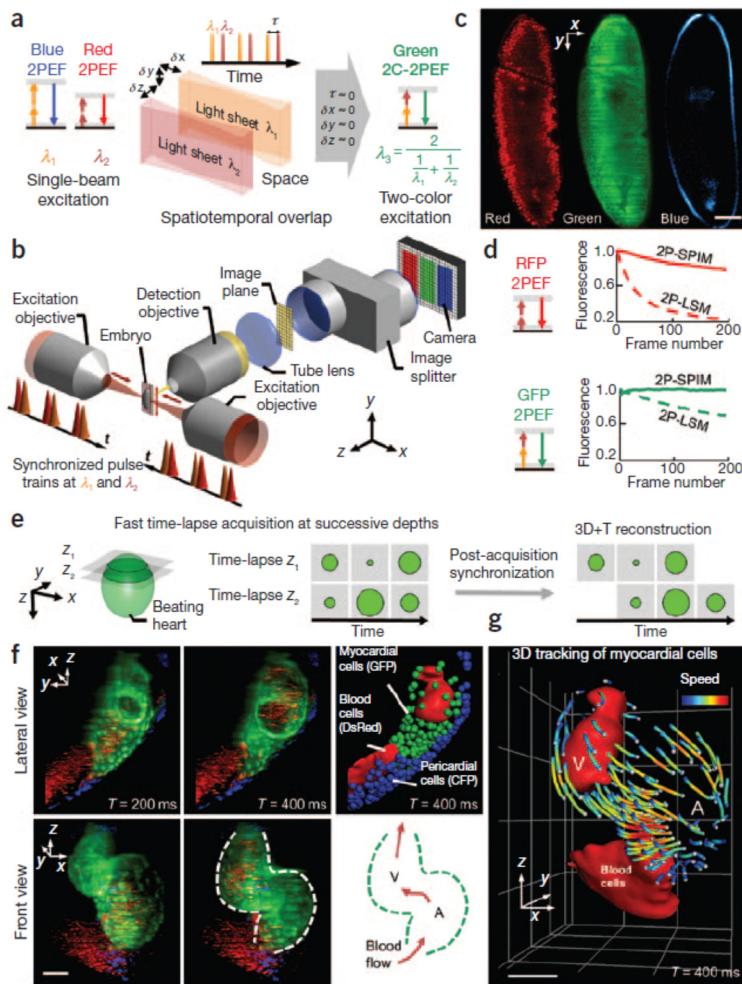 a
Blue
2PEF
Red
2PEF
λ1
λ2
Single-beam
excitation
λ1 λ2
τ
Time
δx
δy
δz
Light sheet λ1
Light sheet λ2
Space
Spatiotemporal overlap
τ ≈ 0
δx ≈ 0
δy ≈ 0
δz ≈ 0
Green
2C-2PEF
λ3 = 2
1/λ1 + 1/λ2
Two-color
excitation
b
Excitation
objective
Embryo
Detection
objective
Image
plane
Tube lens
Excitation
objective
Camera
Image
splitter
t
t
Synchronized pulse
trains at λ1 and λ2
y
z
x
c
x
y
Red
Green
Blue
d
RFP
2PEF
Fluorescence
1.0
0.6
0.2
2P-SPIM
2P-LSM
0 100 200
Frame number
GFP
2PEF
Fluorescence
1.0
0.6
0.2
2P-SPIM
2P-LSM
0 100 200
Frame number
e
Fast time-lapse acquisition at successive depths
3D+T reconstruction
Z1
Z2
y
z
x
Beating
heart
Time-lapse Z1
Time-lapse Z2
Time
Post-acquisition
synchronization
Time
f
Lateral view
x
z
y
T = 200 ms
T = 400 ms
Myocardial
cells (GFP)
Blood
cells
(DsRed)
Pericardial
cells (CFP)
T = 400 ms
Front view
z
y
x
V
A
Blood
flow
g
3D tracking of myocardial cells
Speed
V
A
Blood
cells
z
y
x
T = 400 ms